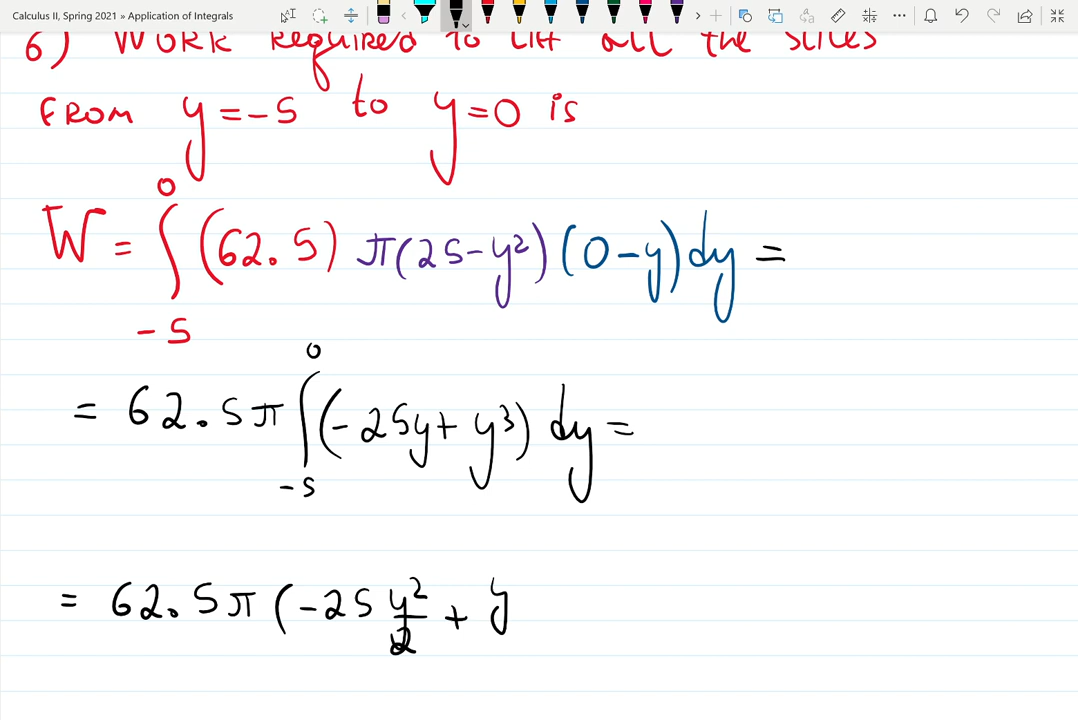 Calculus II, Spring 2021 » Application of Integrals
6) WORK Required to Lift all the slices
FROM y = -5 to y = 0 is
W = ∫_{-5}^{0} (62.5) π(25-y²) (0-y) dy =
= 62.5π ∫_{-5}^{0} (-25y + y³) dy =
= 62.5π (-25 y²/2 + y